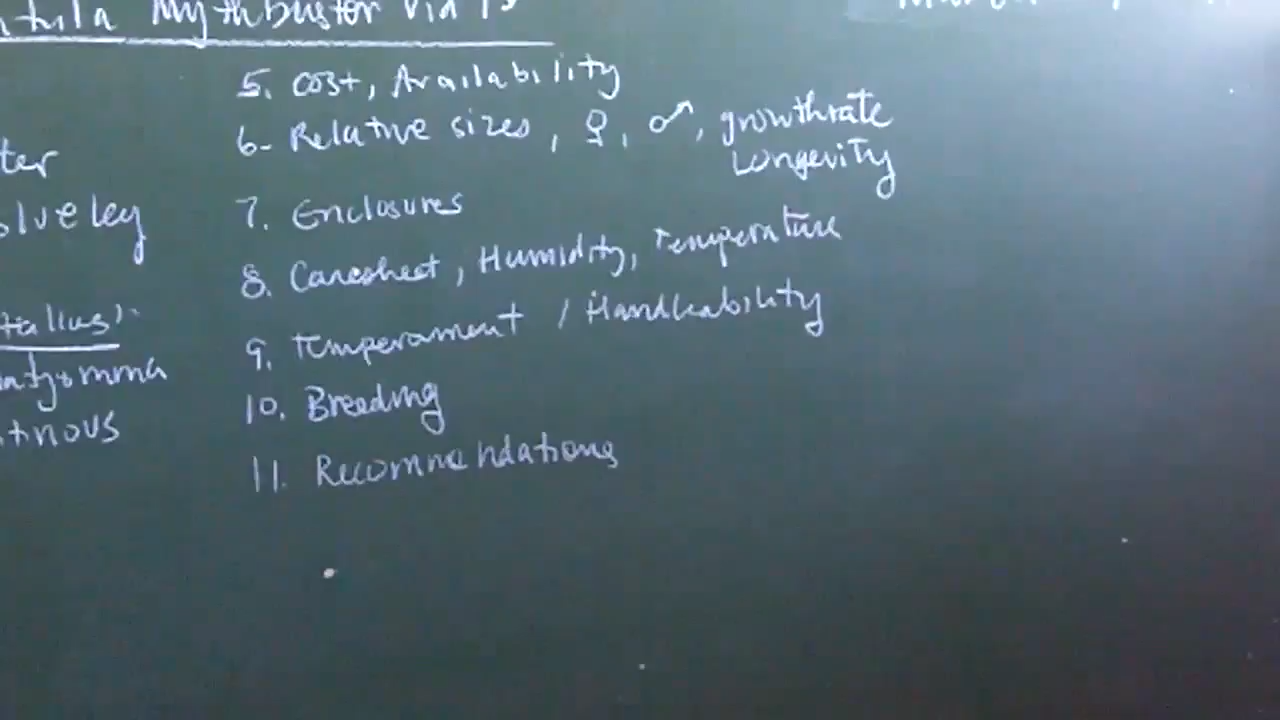 Mythbuster Vid
5. Cost, Availability
6- Relative sizes, ♀, ♂, growthrate
Longevity
7. Enclosures
8. Caresheet, Humidity, Temperature
9. Temperament / Handleability
10. Breeding
11. Recommendations